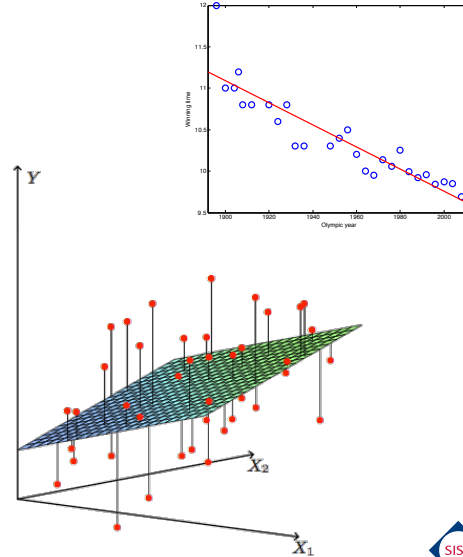 12
11.5
11
10.5
10
9.5
Winning time
1900
1920
1940
1960
1980
2000
Olympic year
Y
X₂
X₁
SIS